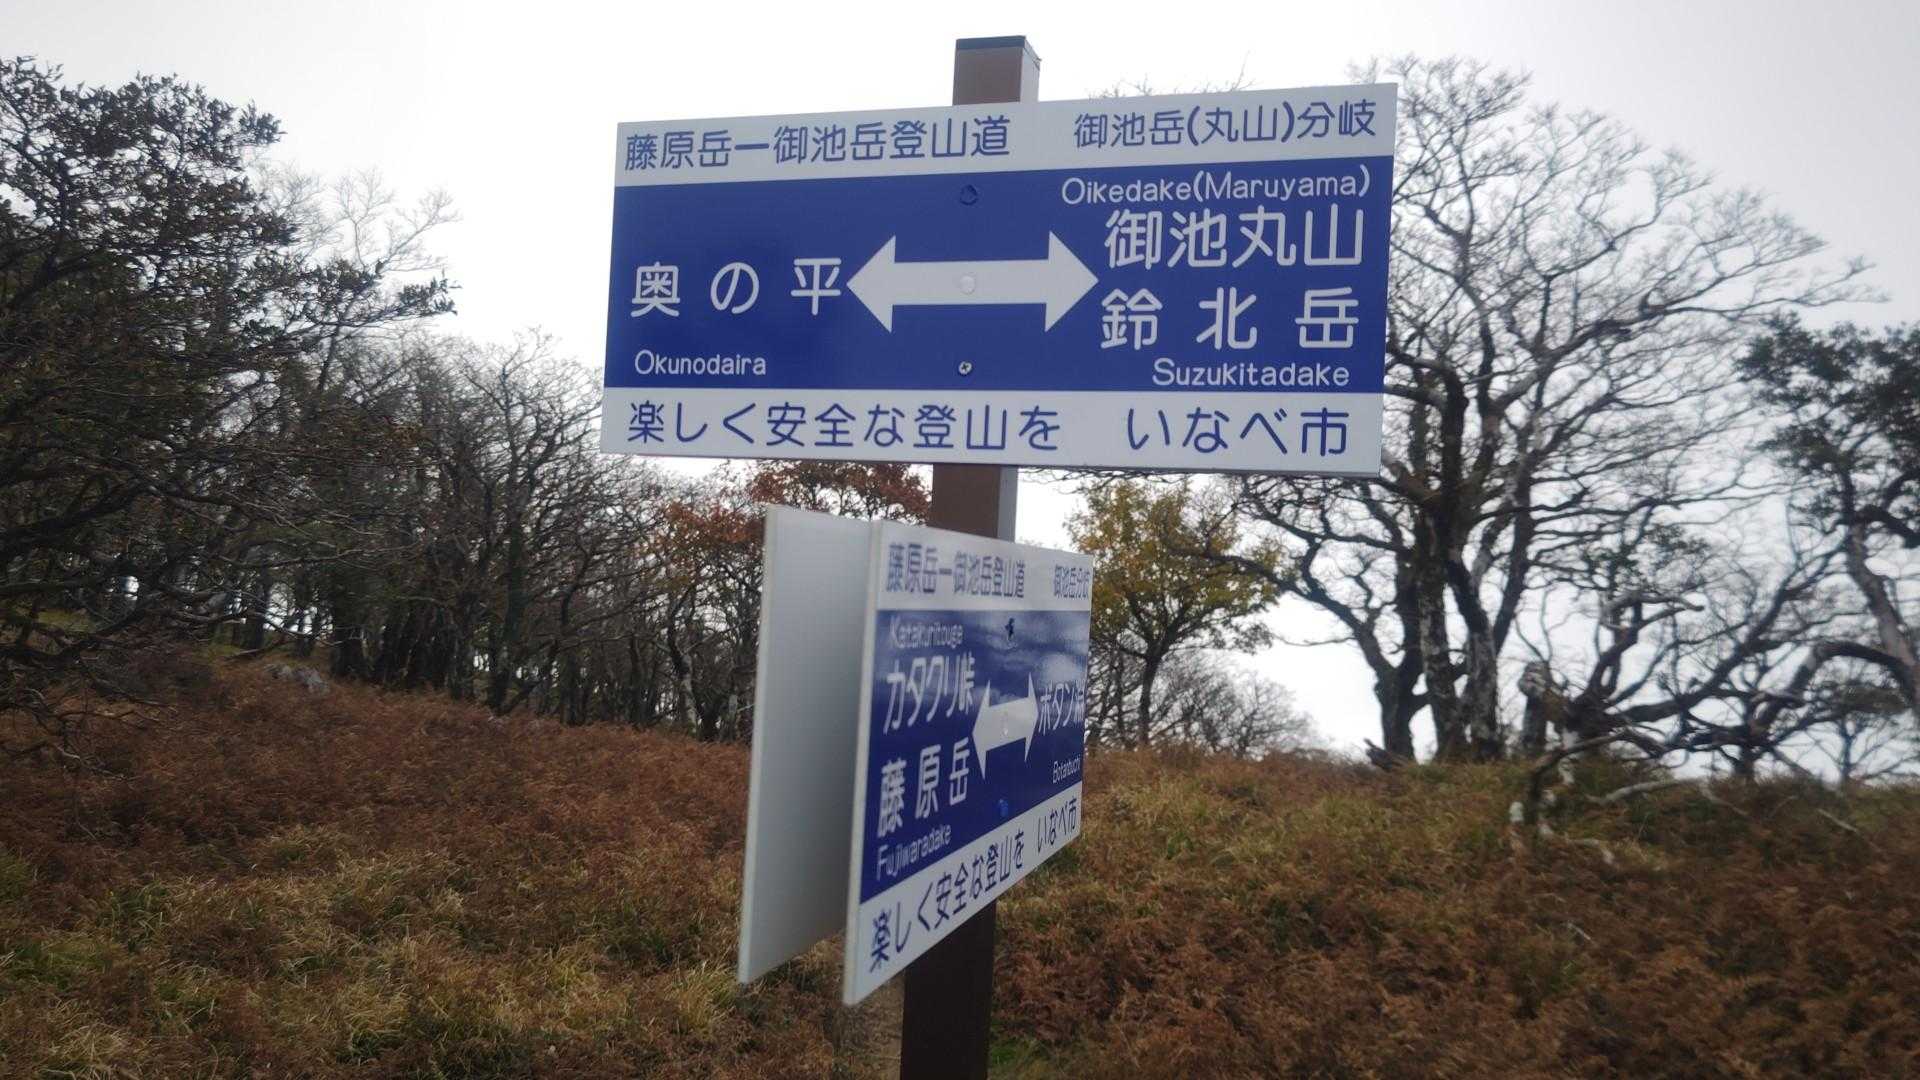 藤原岳ー御池岳登山道 御池岳(丸山)分岐
Oikedake(Maruyama)
御池丸山
奥の平
鈴北岳
Okunodaira
Suzukitadake
楽しく安全な登山を いなべ市
藤原岳ー御池岳登山道 御池岳分岐
Katakuritouge
カタクリ峠
ボタン
藤原岳
Botanbuchi
Fujiwaradake
楽しく安全な登山を いなべ市